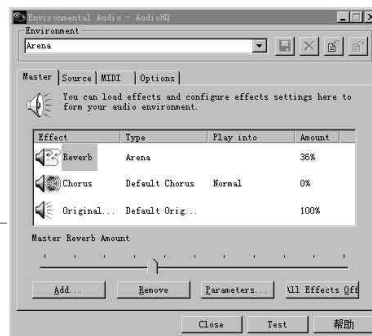 Environmental Audio - AudioHQ
Environment
Arena
Master Source MIDI Options
You can load effects and configure effects settings here to
form your audio environment.
Effect Type Play into Amount
Reverb Arena 36%
Chorus Default Chorus Normal 0%
Original... Default Orig... 100%
Master Reverb Amount
Add... Remove Parameters... All Effects Off
Close Test 帮助